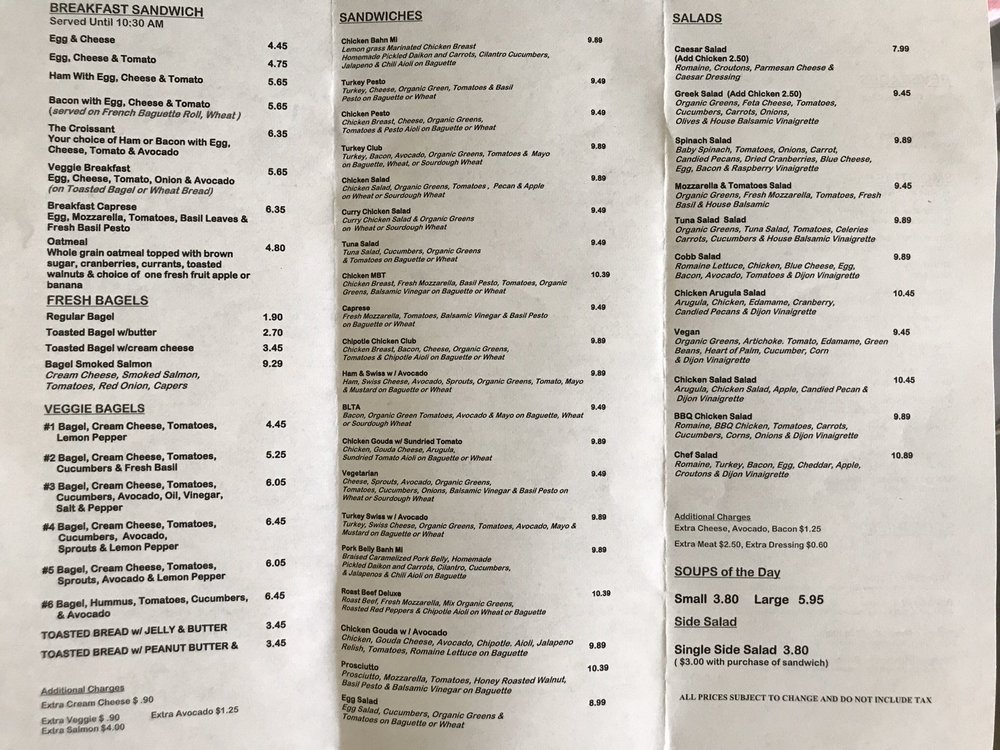 BREAKFAST SANDWICH
Served Until 10:30 AM
Egg & Cheese 4.45
Egg, Cheese & Tomato 4.75
Ham With Egg, Cheese & Tomato 5.65
Bacon with Egg, Cheese & Tomato 5.65
(served on French Baguette Roll, Wheat)
The Croissant 6.35
Your choice of Ham or Bacon with Egg,
Cheese, Tomato & Avocado
Veggie Breakfast 5.65
Egg, Cheese, Tomato, Onion & Avocado
(on Toasted Bagel or Wheat Bread)
Breakfast Caprese 6.35
Egg, Mozzarella, Tomatoes, Basil Leaves &
Fresh Basil Pesto
Oatmeal 4.80
Whole grain oatmeal topped with brown
sugar, cranberries, currants, toasted
walnuts & choice of one fresh fruit apple or
banana
FRESH BAGELS
Regular Bagel 1.90
Toasted Bagel w/butter 2.70
Toasted Bagel w/cream cheese 3.45
Bagel Smoked Salmon 9.29
Cream Cheese, Smoked Salmon,
Tomatoes, Red Onion, Capers
VEGGIE BAGELS
#1 Bagel, Cream Cheese, Tomatoes, 4.45
Lemon Pepper
#2 Bagel, Cream Cheese, Tomatoes, 5.25
Cucumbers & Fresh Basil
#3 Bagel, Cream Cheese, Tomatoes, 6.05
Cucumbers, Avocado, Oil, Vinegar,
Salt & Pepper
#4 Bagel, Cream Cheese, Tomatoes, 6.45
Cucumbers, Avocado,
Sprouts & Lemon Pepper
#5 Bagel, Cream Cheese, Tomatoes, 6.05
Sprouts, Avocado & Lemon Pepper
#6 Bagel, Hummus, Tomatoes, Cucumbers, 6.45
& Avocado
TOASTED BREAD w/ JELLY & BUTTER 3.45
TOASTED BREAD w/ PEANUT BUTTER & 3.45
Additional Charges
Extra Cream Cheese $ .90
Extra Veggie $ .90 Extra Avocado $1.25
Extra Salmon $4.00
SANDWICHES
Chicken Bahn Mi 9.89
Lemon grass Marinated Chicken Breast
Homemade Pickled Daikon and Carrots, Cilantro Cucumbers,
Jalapeno & Chili Aioli on Baguette
Turkey Pesto 9.49
Turkey, Cheese, Organic Green, Tomatoes & Basil
Pesto on Baguette or Wheat
Chicken Pesto 9.49
Chicken Breast, Cheese, Organic Greens,
Tomatoes & Pesto Aioli on Baguette or Wheat
Turkey Club 9.89
Turkey, Bacon, Avocado, Organic Greens, Tomatoes & Mayo
on Baguette, Wheat, or Sourdough Wheat
Chicken Salad 9.89
Chicken Salad, Organic Greens, Tomatoes , Pecan & Apple
on Wheat or Sourdough Wheat
Curry Chicken Salad 9.49
Curry Chicken Salad & Organic Greens
on Wheat or Sourdough Wheat
Tuna Salad 9.49
Tuna Salad, Cucumbers, Organic Greens
& Tomatoes on Baguette or Wheat
Chicken MBT 10.39
Chicken Breast, Fresh Mozzarella, Basil Pesto, Tomatoes, Organic
Greens, Balsamic Vinegar on Baguette or Wheat
Caprese 9.49
Fresh Mozzarella, Tomatoes, Balsamic Vinegar & Basil Pesto
on Baguette or Wheat
Chipotle Chicken Club 9.89
Chicken Breast, Bacon, Cheese, Organic Greens,
Tomatoes & Chipotle Aioli on Baguette or Wheat
Ham & Swiss w / Avocado 9.89
Ham, Swiss Cheese, Avocado, Sprouts, Organic Greens, Tomato, Mayo
& Mustard on Baguette or Wheat
BLTA 9.49
Bacon, Organic Green Tomatoes, Avocado & Mayo on Baguette, Wheat
or Sourdough Wheat
Chicken Gouda w/ Sundried Tomato 9.89
Chicken, Gouda Cheese, Arugula,
Sundried Tomato Aioli on Baguette or Wheat
Vegetarian 9.49
Cheese, Sprouts, Avocado, Organic Greens,
Tomatoes, Cucumbers, Onions, Balsamic Vinegar & Basil Pesto on
Wheat or Sourdough Wheat
Turkey Swiss w / Avocado 9.89
Turkey, Swiss Cheese, Organic Greens, Tomatoes, Avocado, Mayo &
Mustard on Baguette or Wheat
Pork Belly Banh Mi 9.89
Braised Caramelized Pork Belly, Homemade
Pickled Daikon and Carrots, Cilantro, Cucumbers,
& Jalapenos & Chili Aioli on Baguette
Roast Beef Deluxe 10.39
Roast Beef, Fresh Mozzarella, Mix Organic Greens,
Roasted Red Peppers & Chipotle Aioli on Wheat or Baguette
Chicken Gouda w / Avocado
Chicken, Gouda Cheese, Avocado, Chipotle. Aioli, Jalapeno 9.89
Relish, Tomatoes, Romaine Lettuce on Baguette
Prosciutto 10.39
Prosciutto, Mozzarella, Tomatoes, Honey Roasted Walnut,
Basil Pesto & Balsamic Vinegar on Baguette
Egg Salad 8.99
Egg Salad, Cucumbers, Organic Greens &
Tomatoes on Baguette or Wheat
SALADS
Caesar Salad 7.99
(Add Chicken 2.50)
Romaine, Croutons, Parmesan Cheese &
Caesar Dressing
Greek Salad (Add Chicken 2.50) 9.45
Organic Greens, Feta Cheese, Tomatoes,
Cucumbers, Carrots, Onions,
Olives & House Balsamic Vinaigrette
Spinach Salad 9.89
Baby Spinach, Tomatoes, Onions, Carrot,
Candied Pecans, Dried Cranberries, Blue Cheese,
Egg, Bacon & Raspberry Vinaigrette
Mozzarella & Tomatoes Salad 9.45
Organic Greens, Fresh Mozzarella, Tomatoes, Fresh
Basil & House Balsamic
Tuna Salad Salad 9.89
Organic Greens, Tuna Salad, Tomatoes, Celeries
Carrots, Cucumbers & House Balsamic Vinaigrette
Cobb Salad 9.89
Romaine Lettuce, Chicken, Blue Cheese, Egg,
Bacon, Avocado, Tomatoes & Dijon Vinaigrette
Chicken Arugula Salad 10.45
Arugula, Chicken, Edamame, Cranberry,
Candied Pecans & Dijon Vinaigrette
Vegan 9.45
Organic Greens, Artichoke. Tomato, Edamame, Green
Beans, Heart of Palm, Cucumber, Corn
& Dijon Vinaigrette
Chicken Salad Salad 10.45
Arugula, Chicken Salad, Apple, Candied Pecan &
Dijon Vinaigrette
BBQ Chicken Salad 9.89
Romaine, BBQ Chicken, Tomatoes, Carrots,
Cucumbers, Corns, Onions & Dijon Vinaigrette
Chef Salad 10.89
Romaine, Turkey, Bacon, Egg, Cheddar, Apple,
Croutons & Dijon Vinaigrette
Additional Charges
Extra Cheese, Avocado, Bacon $1.25
Extra Meat $2.50, Extra Dressing $0.60
SOUPS of the Day
Small 3.80 Large 5.95
Side Salad
Single Side Salad 3.80
( $3.00 with purchase of sandwich)
ALL PRICES SUBJECT TO CHANGE AND DO NOT INCLUDE TAX